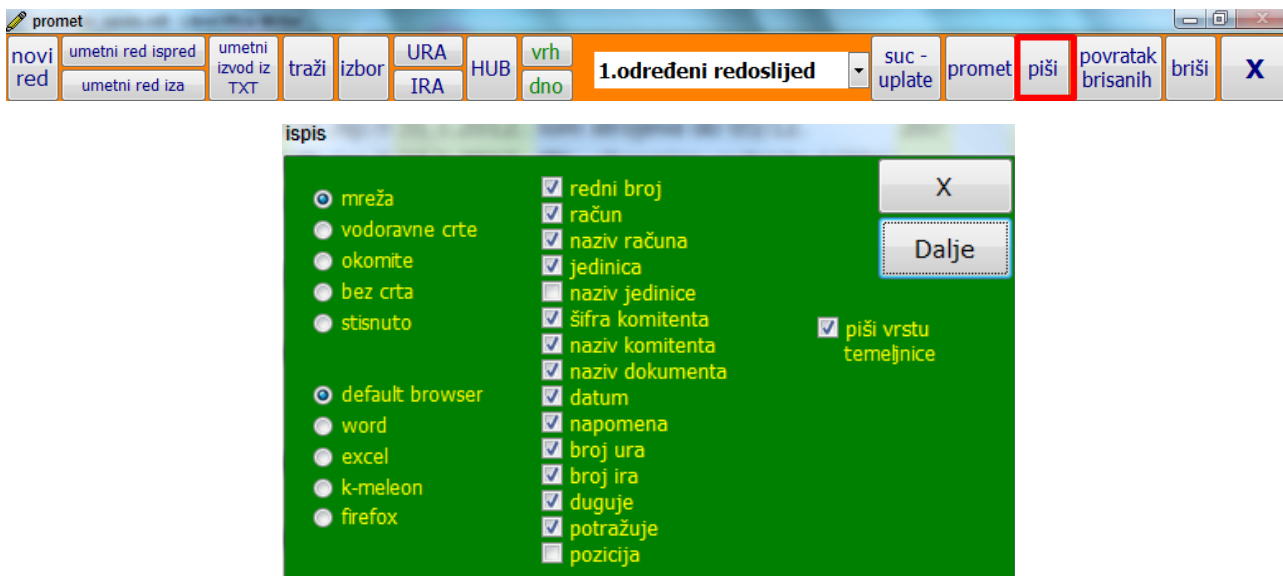 promet
novi red
umetni red ispred
umetni red iza
umetni izvod iz TXT
traži
izbor
URA
IRA
HUB
vrh
dno
1.određeni redoslijed
suc - uplate
promet
piši
povratak brisanih
briši
X
ispis
mreža
vodoravne crte
okomite
bez crta
stisnuto
default browser
word
excel
k-meleon
firefox
redni broj
račun
naziv računa
jedinica
naziv jedinice
šifra komitenta
naziv komitenta
naziv dokumenta
datum
napomena
broj ura
broj ira
duguje
potražuje
pozicija
X
Dalje
piši vrstu
temeljnice